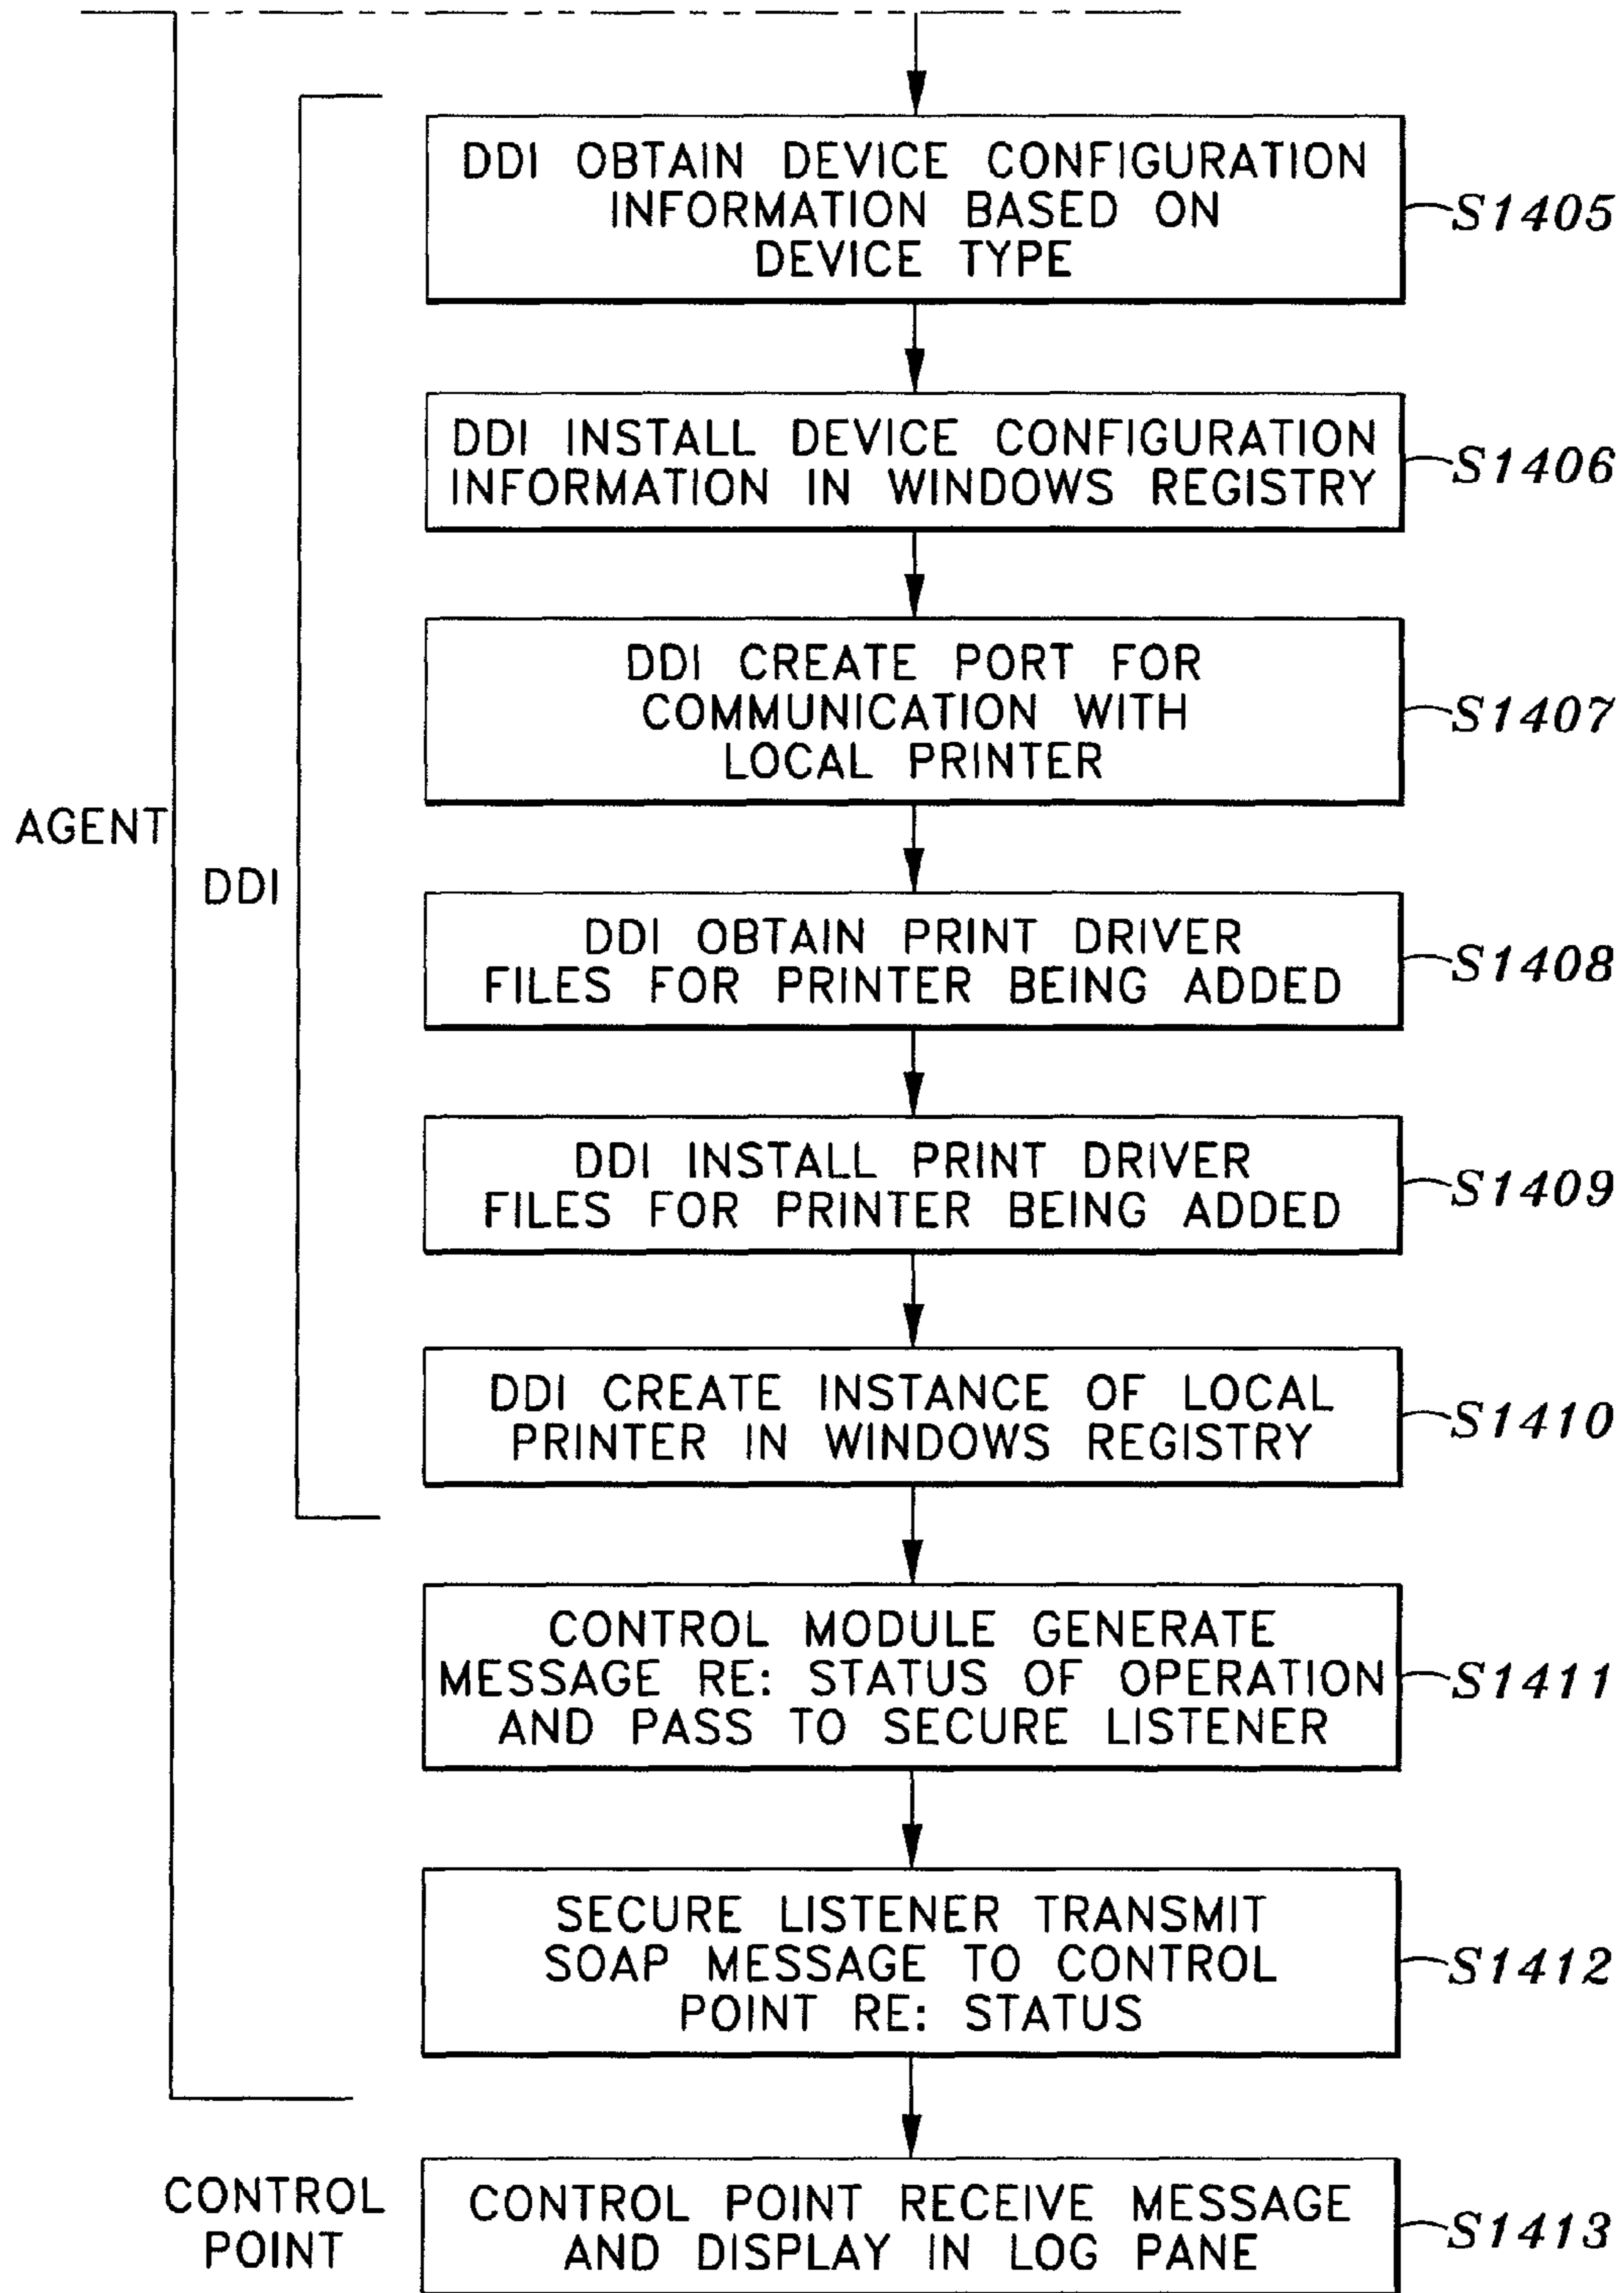 DDI OBTAIN DEVICE CONFIGURATION
INFORMATION BASED ON
DEVICE TYPE
S1405
DDI INSTALL DEVICE CONFIGURATION
INFORMATION IN WINDOWS REGISTRY
S1406
DDI CREATE PORT FOR
COMMUNICATION WITH
LOCAL PRINTER
S1407
AGENT
DDI
DDI OBTAIN PRINT DRIVER
FILES FOR PRINTER BEING ADDED
S1408
DDI INSTALL PRINT DRIVER
FILES FOR PRINTER BEING ADDED
S1409
DDI CREATE INSTANCE OF LOCAL
PRINTER IN WINDOWS REGISTRY
S1410
CONTROL MODULE GENERATE
MESSAGE RE: STATUS OF OPERATION
AND PASS TO SECURE LISTENER
S1411
SECURE LISTENER TRANSMIT
SOAP MESSAGE TO CONTROL
POINT RE: STATUS
S1412
CONTROL
POINT
CONTROL POINT RECEIVE MESSAGE
AND DISPLAY IN LOG PANE
S1413